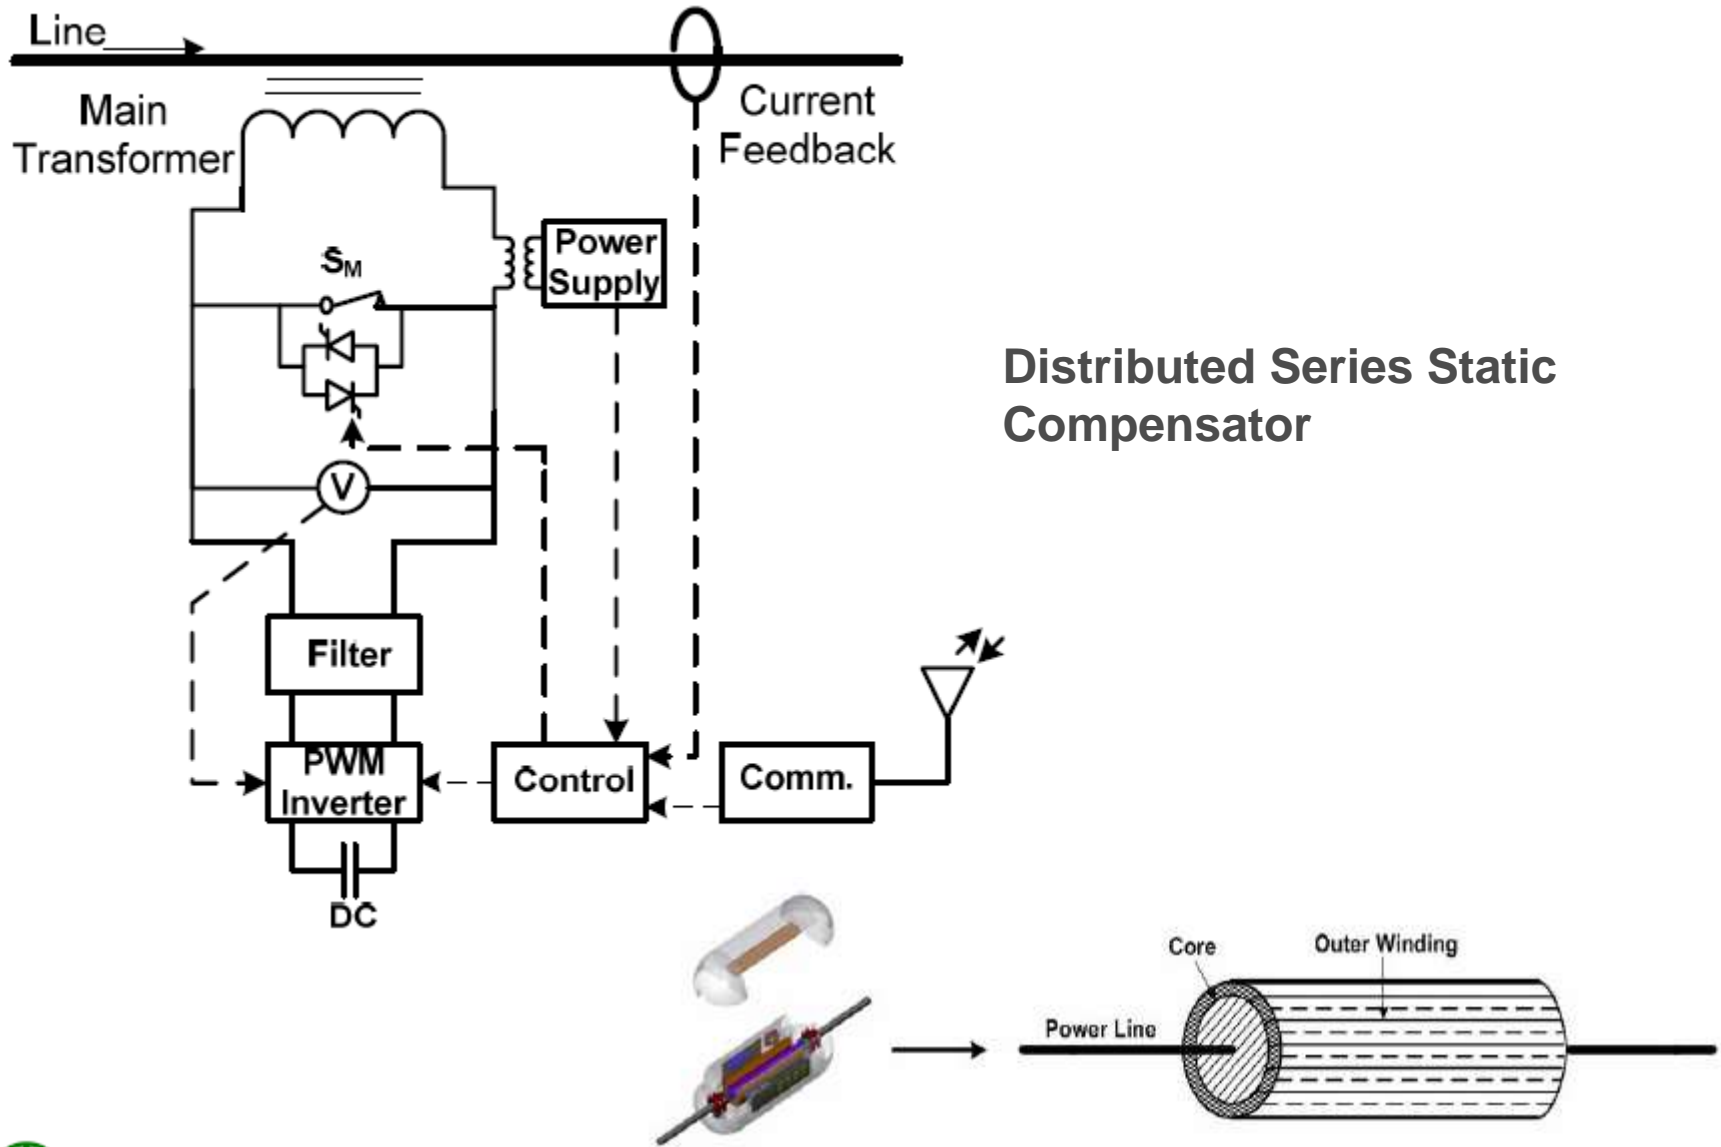 Line
Main
Transformer
Current
Feedback
Power
Supply
SM
Distributed Series Static
Compensator
V
Filter
PWM
Inverter
Control
Comm.
DC
Core
Outer Winding
Power Line